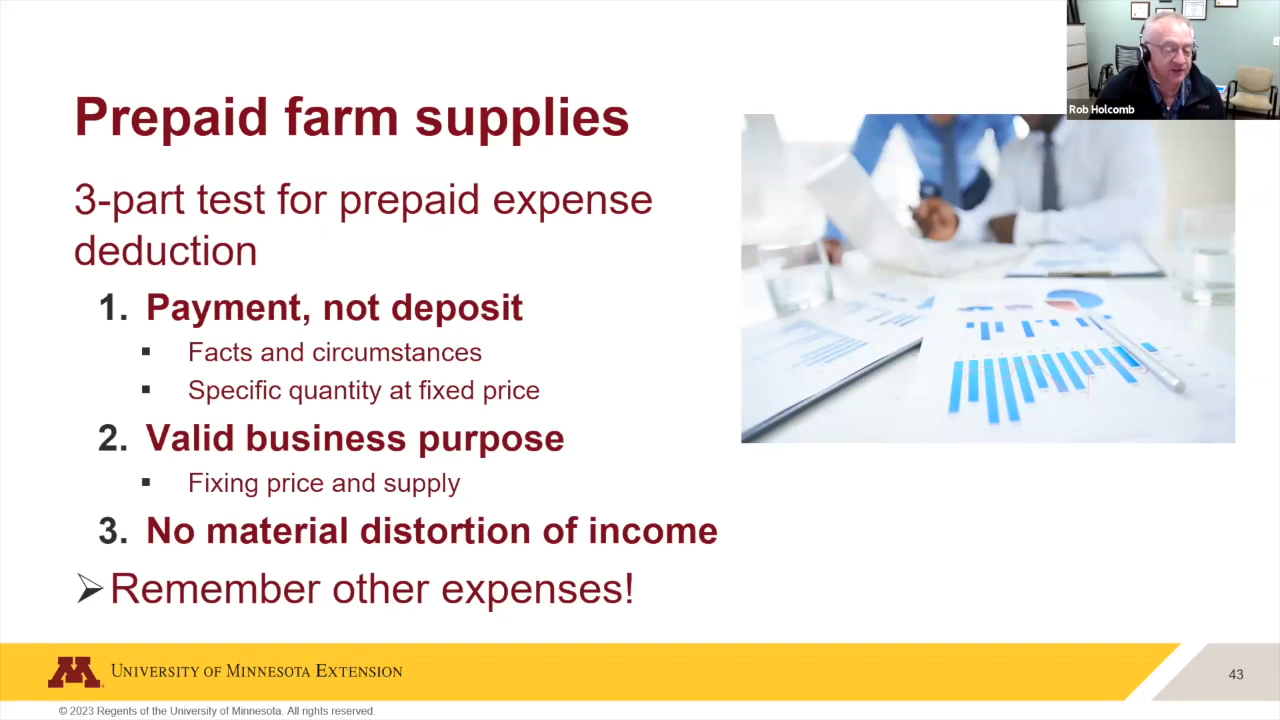 Rob Holcomb
Prepaid farm supplies
3-part test for prepaid expense
deduction
1. Payment, not deposit
▪ Facts and circumstances
▪ Specific quantity at fixed price
2. Valid business purpose
▪ Fixing price and supply
3. No material distortion of income
➢Remember other expenses!
M UNIVERSITY OF MINNESOTA EXTENSION
43
© 2023 Regents of the University of Minnesota. All rights reserved.